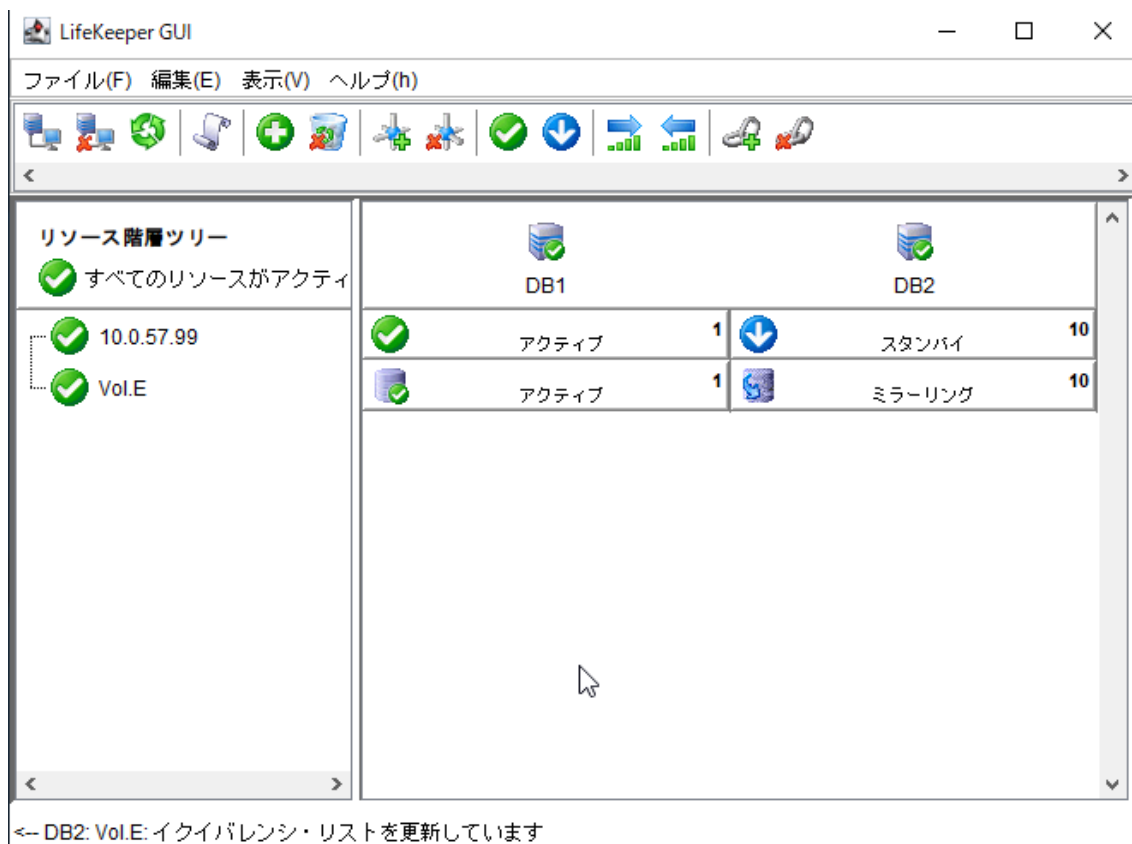 LifeKeeper GUI
ファイル(F) 編集(E) 表示(V) ヘルプ(h)
リソース階層ツリー
すべてのリソースがアクティ
DB1
DB2
10.0.57.99
アクティブ 1
スタンバイ 10
Vol.E
アクティブ 1
ミラーリング 10
<-- DB2: Vol.E: イクイバレンシ・リストを更新しています